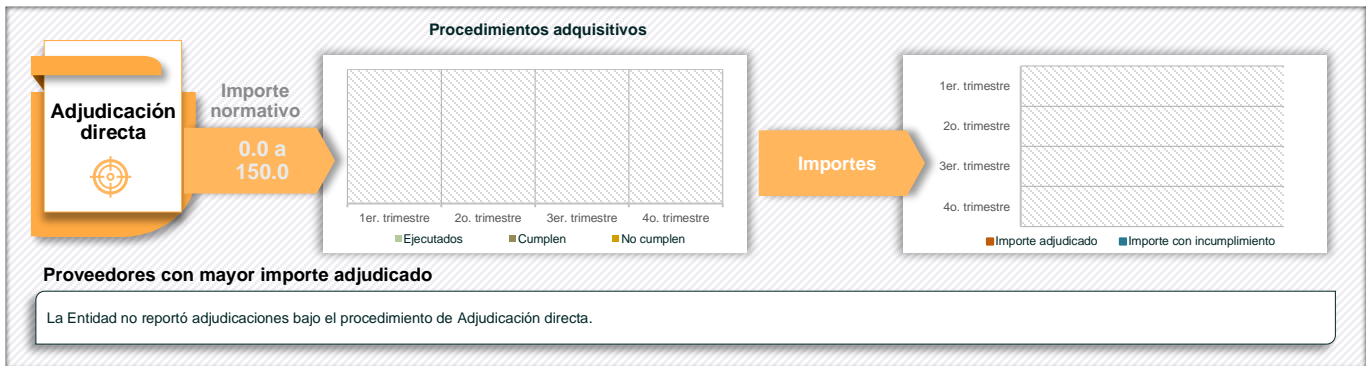 Procedimientos adquisitivos
Adjudicación
directa
Importe
normativo
0.0 a
150.0
1er. trimestre
2o. trimestre
3er. trimestre
4o. trimestre
Ejecutados
Cumplen
No cumplen
Importes
1er. trimestre
2o. trimestre
3er. trimestre
4o. trimestre
Importe adjudicado
Importe con incumplimiento
Proveedores con mayor importe adjudicado
La Entidad no reportó adjudicaciones bajo el procedimiento de Adjudicación directa.